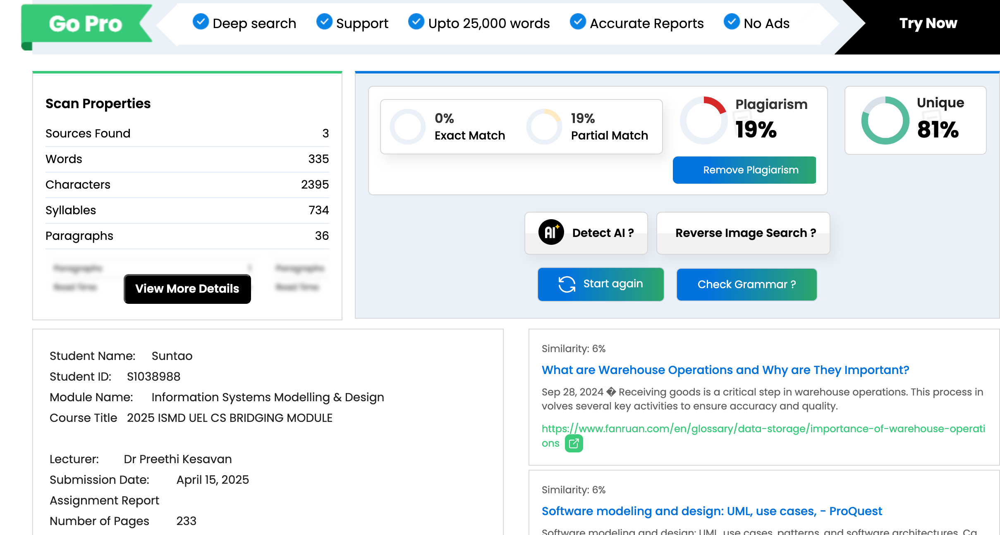 Go Pro
Deep search
Support
Upto 25,000 words
Accurate Reports
No Ads
Try Now
Scan Properties
Sources Found 3
Words 335
Characters 2395
Syllables 734
Paragraphs 36
Paragraphs 1 Paragraphs
Read Time Read Time
View More Details
0%
Exact Match
19%
Partial Match
Plagiarism
19%
Remove Plagiarism
Unique
81%
AI Detect AI ?
Reverse Image Search ?
Start again
Check Grammar ?
Student Name: Suntao
Student ID: S1038988
Module Name: Information Systems Modelling & Design
Course Title 2025 ISMD UEL CS BRIDGING MODULE
Lecturer: Dr Preethi Kesavan
Submission Date: April 15, 2025
Assignment Report
Number of Pages 233
Similarity: 6%
What are Warehouse Operations and Why are They Important?
Sep 28, 2024 � Receiving goods is a critical step in warehouse operations. This process in
volves several key activities to ensure accuracy and quality.
https://www.fanruan.com/en/glossary/data-storage/importance-of-warehouse-operati
ons
Similarity: 6%
Software modeling and design: UML, use cases, - ProQuest
Software modeling and design: UML, use cases, patterns, and software architectures. Ca